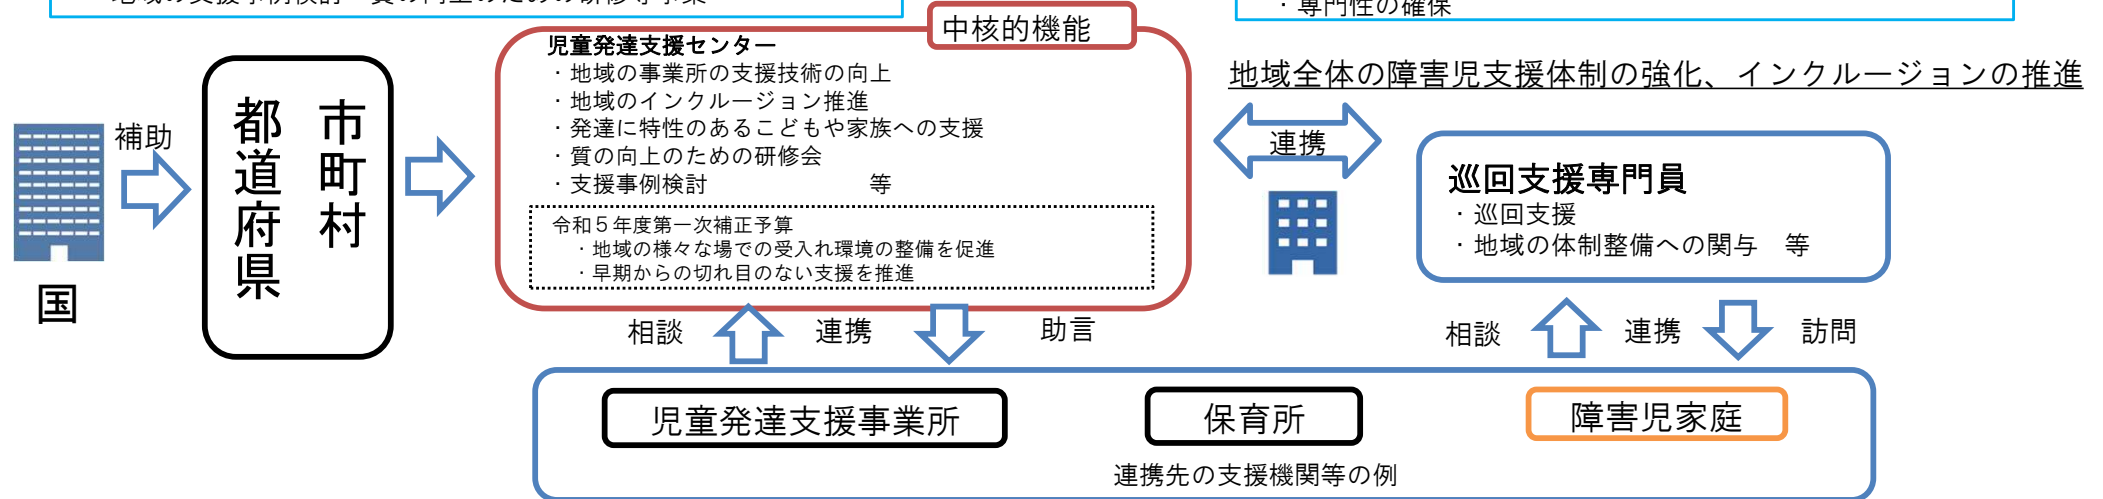 ・専門性の確保
中核的機能
児童発達支援センター
・地域の事業所の支援技術の向上
・地域のインクルージョン推進
・発達に特性のあるこどもや家族への支援
・質の向上のための研修会
・支援事例検討　等
令和５年度第一次補正予算
・地域の様々な場での受入れ環境の整備を促進
・早期からの切れ目のない支援を推進
地域全体の障害児支援体制の強化、インクルージョンの推進
国
補助
都道府県
市町村
連携
巡回支援専門員
・巡回支援
・地域の体制整備への関与　等
相談
連携
助言
相談
連携
訪問
児童発達支援事業所
保育所
障害児家庭
連携先の支援機関等の例